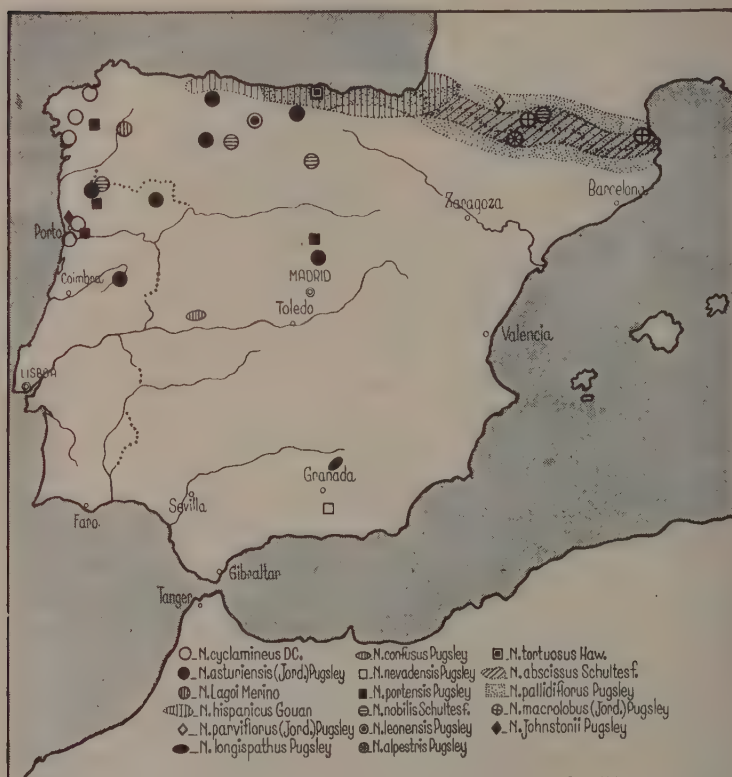 Zaragoza
Barcelona
Porto
Coimbra
MADRID
Toledo
Valencia
LISBOA
Granada
Sevilla
Faro.
Gibraltar
Tanger
N. cyclamineus DC.
N. asturiensis (Jord.) Pugsley
N. Lagoi Merino
N. hispanicus Gouan
N. parviflorus (Jord.) Pugsley
N. longispathus Pugsley
N. confusus Pugsley
N. nevadensis Pugsley
N. portensis Pugsley
N. nobilis Schultesf.
N. leonensis Pugsley
N. alpestris Pugsley
N. tortuosus Haw.
N. abscissus Schultesf.
N. pallidiflorus Pugsley
N. macrolobus (Jord.) Pugsley
N. Johnstonii Pugsley